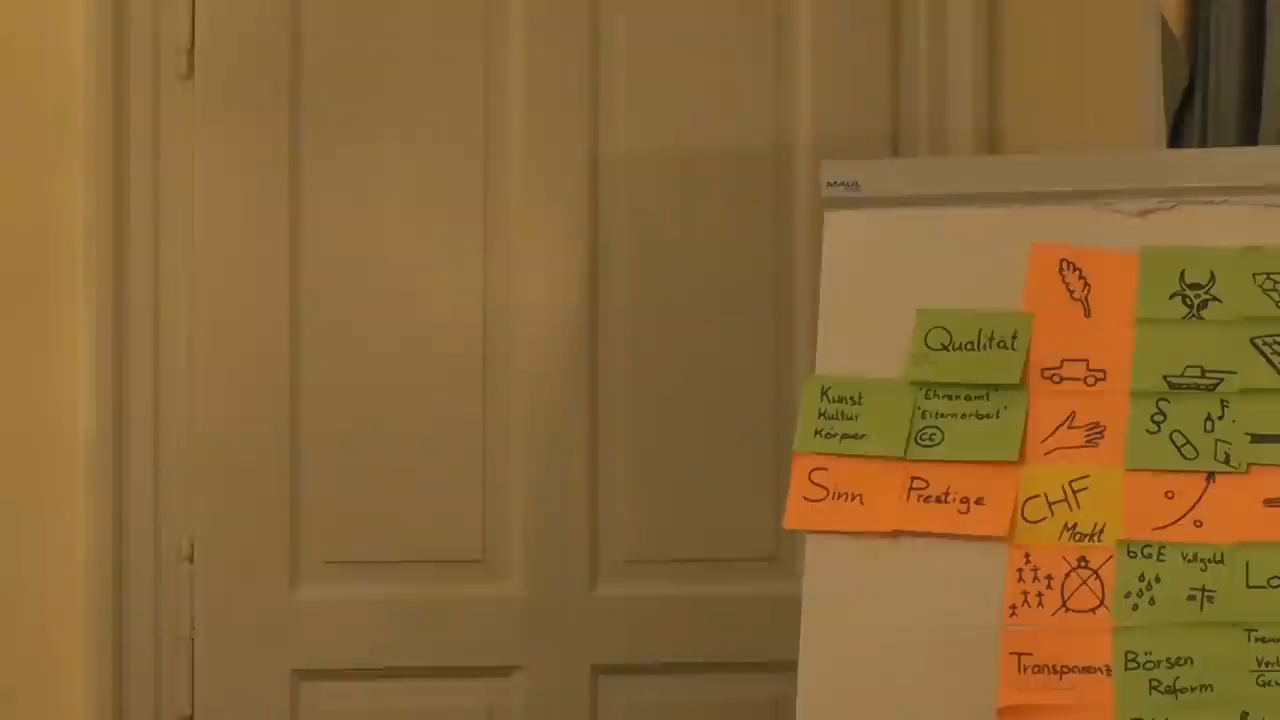 MAUL
Qualität
Kunst
Kultur
Körper
"Ehrenamt"
"Elternarbeit"
CC
Sinn
Prestige
CHF
Markt
bGE
Vollgeld
Transparenz
Börsen
Reform